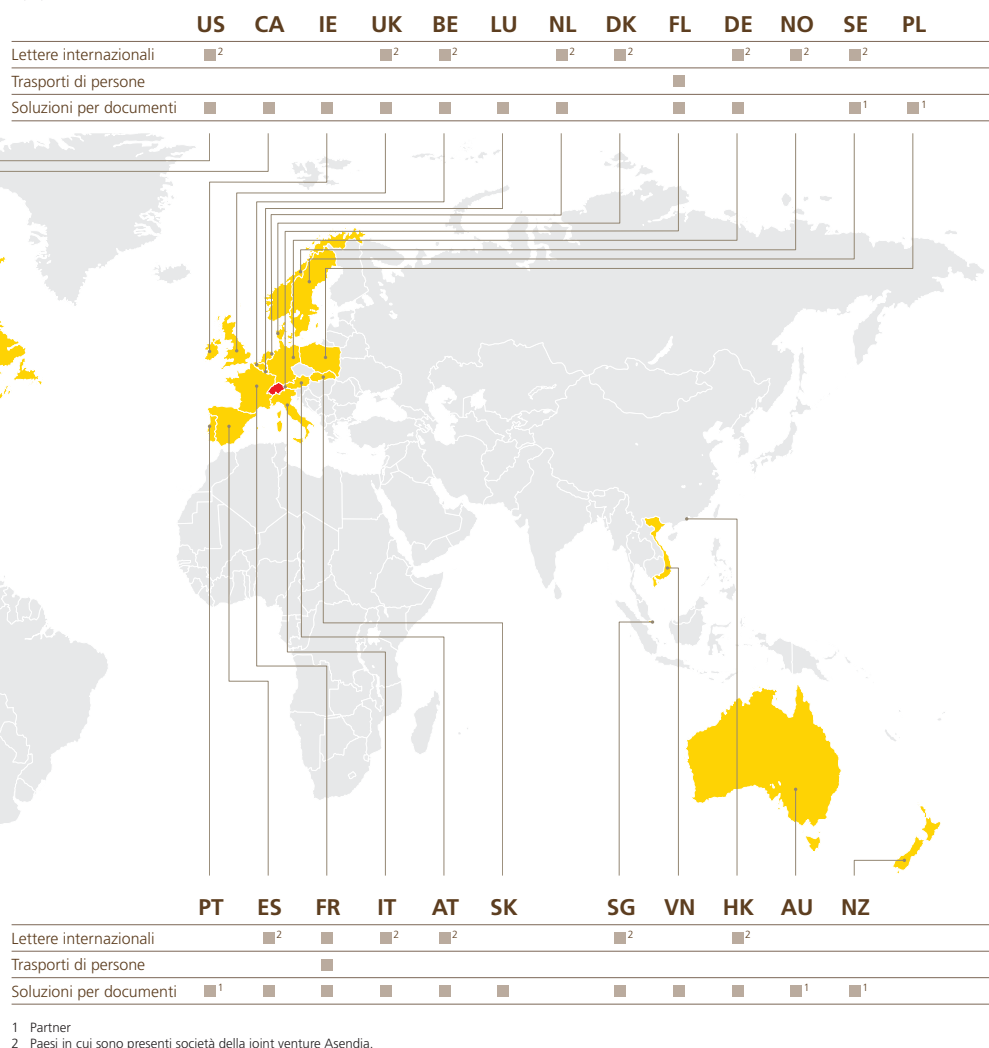 US CA IE UK BE LU NL DK FL DE NO SE PL
Lettere internazionali ■2 ■2 ■2 ■2 ■2 ■2 ■2 ■2
Trasporti di persone ■
Soluzioni per documenti ■ ■ ■ ■ ■ ■ ■ ■ ■ ■1 ■1
PT ES FR IT AT SK SG VN HK AU NZ
Lettere internazionali ■2 ■ ■2 ■2 ■2 ■2
Trasporti di persone ■
Soluzioni per documenti ■1 ■ ■ ■ ■ ■ ■ ■ ■ ■1 ■1
1 Partner
2 Paesi in cui sono presenti società della joint venture Asendia.